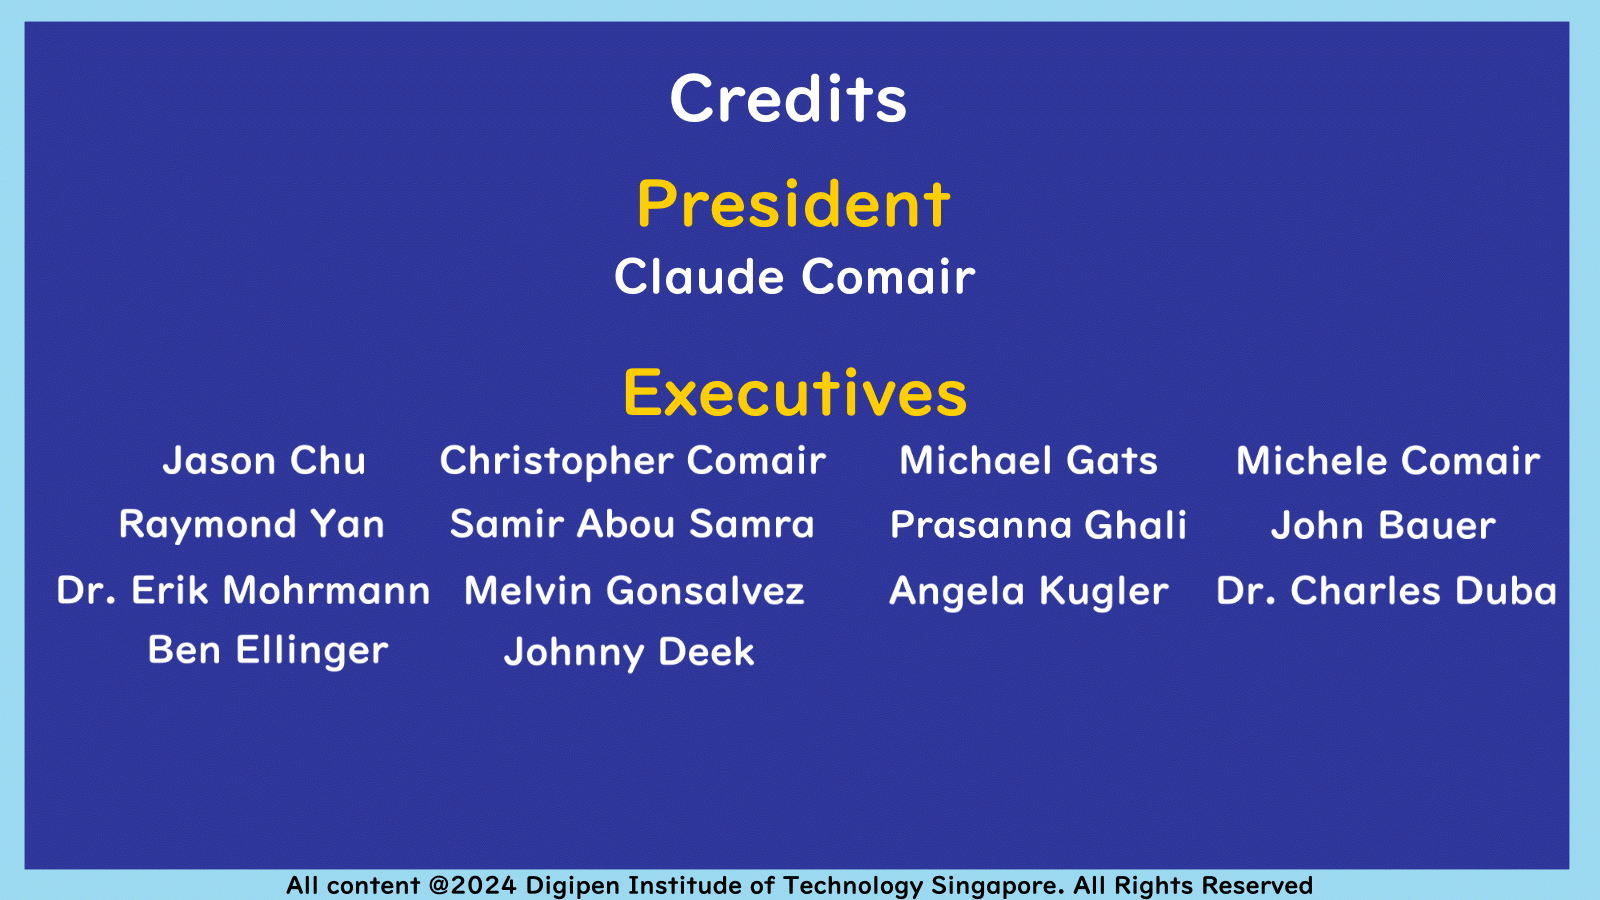 Credits
President
Claude Comair
Executives
Jason Chu Christopher Comair Michael Gats Michele Comair
Raymond Yan Samir Abou Samra Prasanna Ghali John Bauer
Dr. Erik Mohrmann Melvin Gonsalvez Angela Kugler Dr. Charles Duba
Ben Ellinger Johnny Deek
All content @2024 Digipen Institude of Technology Singapore. All Rights Reserved